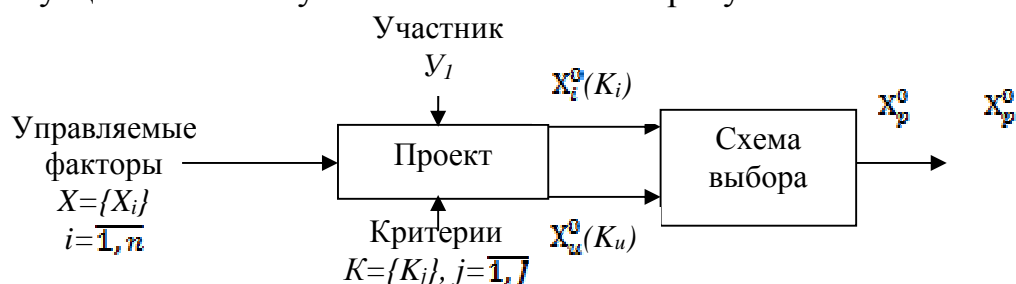 Участник
У₁
X⁰ᵢ(Kᵢ)
X⁰ₚ X⁰ₚ
Управляемые
факторы
X={Xᵢ}
i=1,n
Проект
Схема
выбора
Критерии
K={Kⱼ}, j=1,J
X⁰ᵤ(Kᵤ)